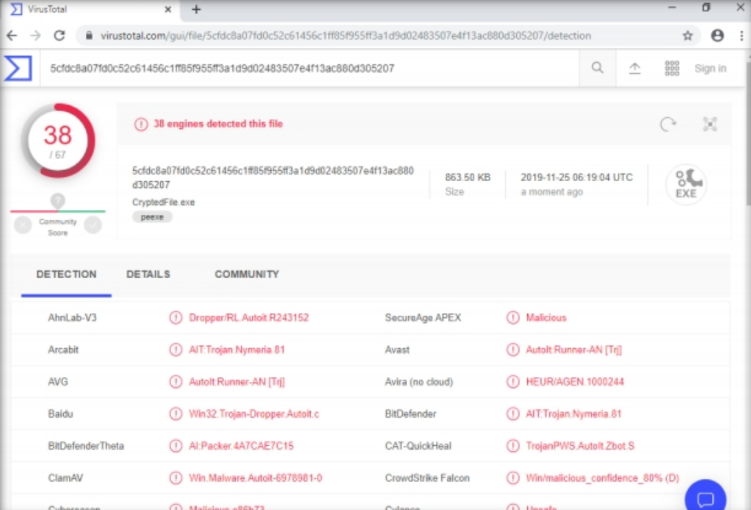 VirusTotal
virustotal.com/gui/file/5cfdc8a07fd0c52c61456c1ff85f955ff3a1d9d02483507e4f13ac880d305207/detection
5cfdc8a07fd0c52c61456c1ff85f955ff3a1d9d02483507e4f13ac880d305207
Sign in
38
/ 67
38 engines detected this file
5cfdc8a07fd0c52c61456c1ff85f955ff3a1d9d02483507e4f13ac880
d305207
CryptedFile.exe
peexe
863.50 KB
Size
2019-11-25 06:19:04 UTC
a moment ago
EXE
?
Community
Score
DETECTION DETAILS COMMUNITY
AhnLab-V3 Dropper/RL.Autoit.R243152 SecureAge APEX Malicious
Arcabit AIT:Trojan.Nymeria.81 Avast AutoIt:Runner-AN [Trj]
AVG AutoIt:Runner-AN [Trj] Avira (no cloud) HEUR/AGEN.1000244
Baidu Win32.Trojan-Dropper.Autoit.c BitDefender AIT:Trojan.Nymeria.81
BitDefenderTheta AI:Packer.4A7CAE7C15 CAT-QuickHeal TrojanPWS.AutoIt.Zbot.S
ClamAV Win.Malware.Autoit-6978981-0 CrowdStrike Falcon Win/malicious_confidence_80% (D)
Cybereason Cylance Unsafe